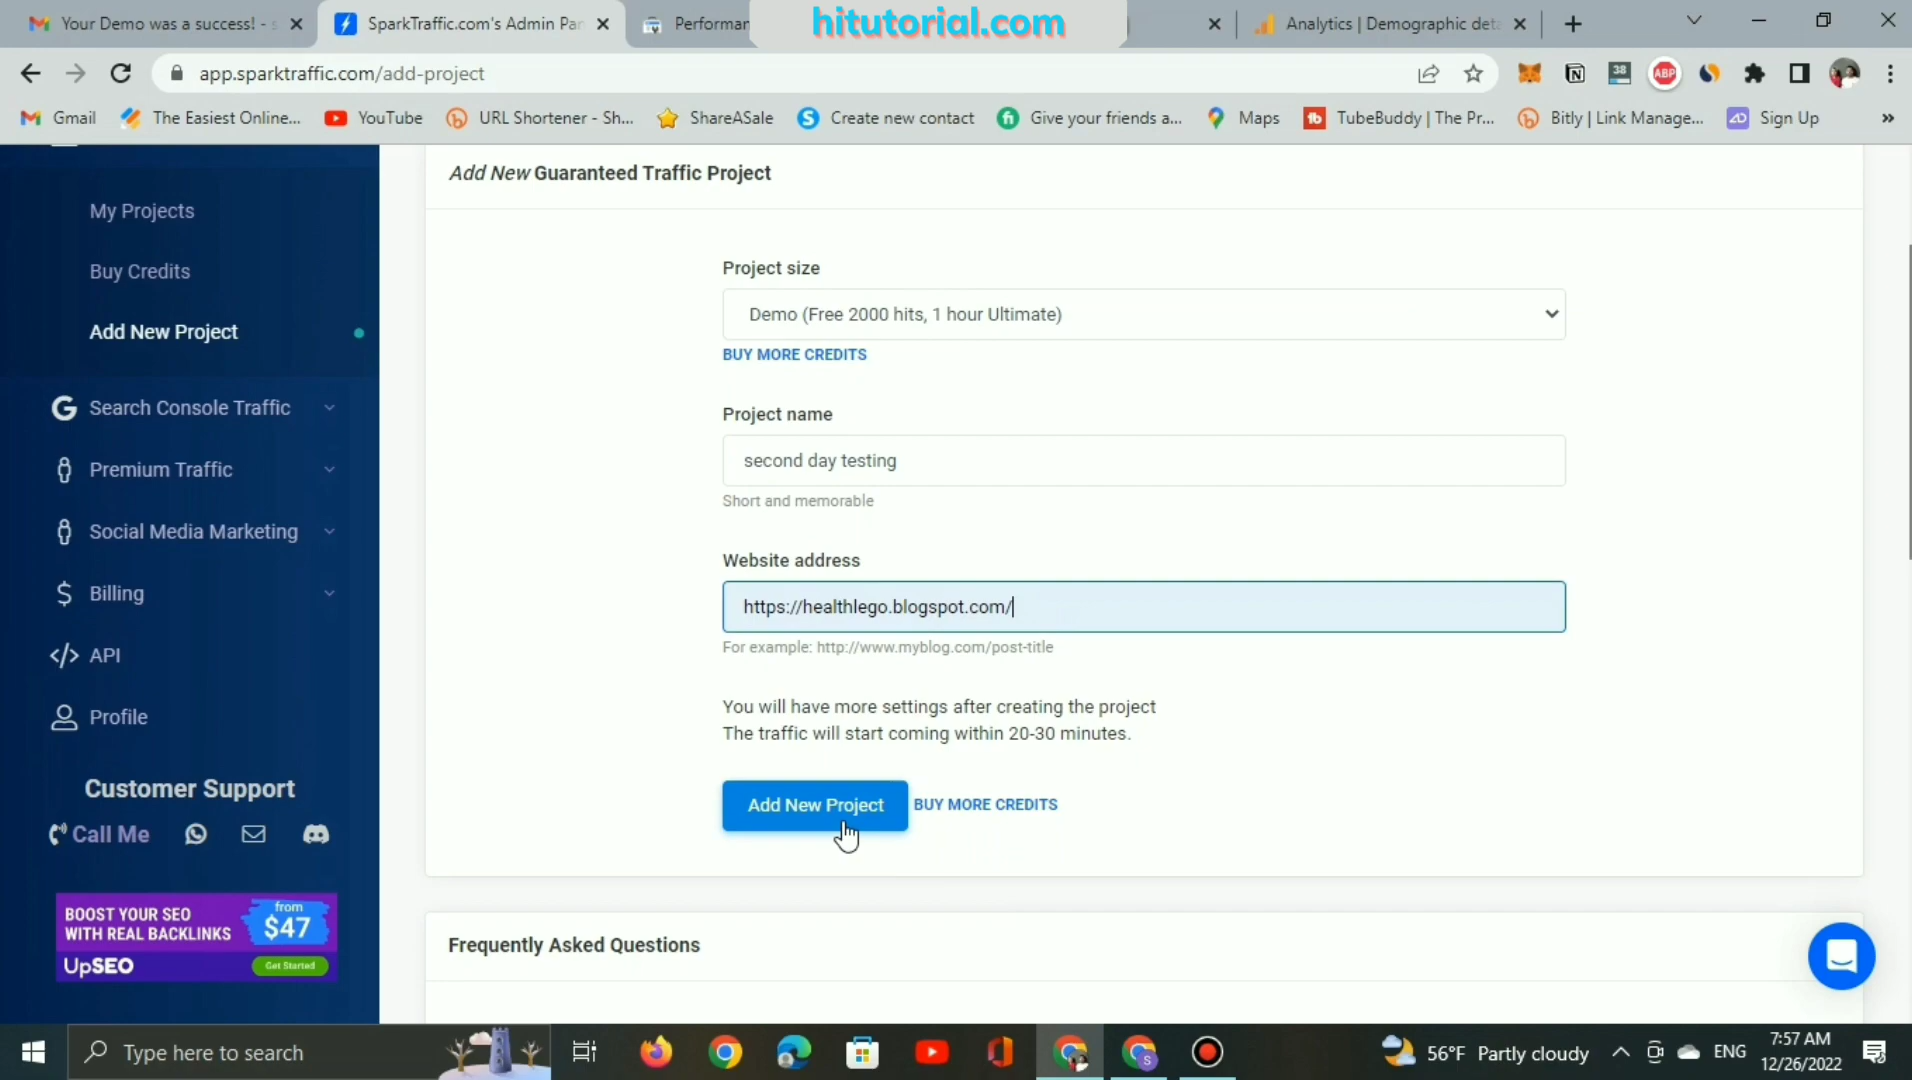 Your Demo was a success! - s
SparkTraffic.com's Admin Pan
Performan
hitutorial.com
Analytics | Demographic deta
app.sparktraffic.com/add-project
38
ABP
Gmail
The Easiest Online...
YouTube
URL Shortener - Sh...
ShareASale
Create new contact
Give your friends a...
Maps
TubeBuddy | The Pr...
Bitly | Link Manage...
Sign Up
»
My Projects
Buy Credits
Add New Project
Search Console Traffic
Premium Traffic
Social Media Marketing
Billing
API
Profile
Customer Support
Call Me
BOOST YOUR SEO
WITH REAL BACKLINKS
from
$47
UpSEO
Get Started
Add New Guaranteed Traffic Project
Project size
Demo (Free 2000 hits, 1 hour Ultimate)
BUY MORE CREDITS
Project name
second day testing
Short and memorable
Website address
https://healthlego.blogspot.com/
For example: http://www.myblog.com/post-title
You will have more settings after creating the project
The traffic will start coming within 20-30 minutes.
Add New Project
BUY MORE CREDITS
Frequently Asked Questions
Type here to search
56°F Partly cloudy
ENG
7:57 AM
12/26/2022